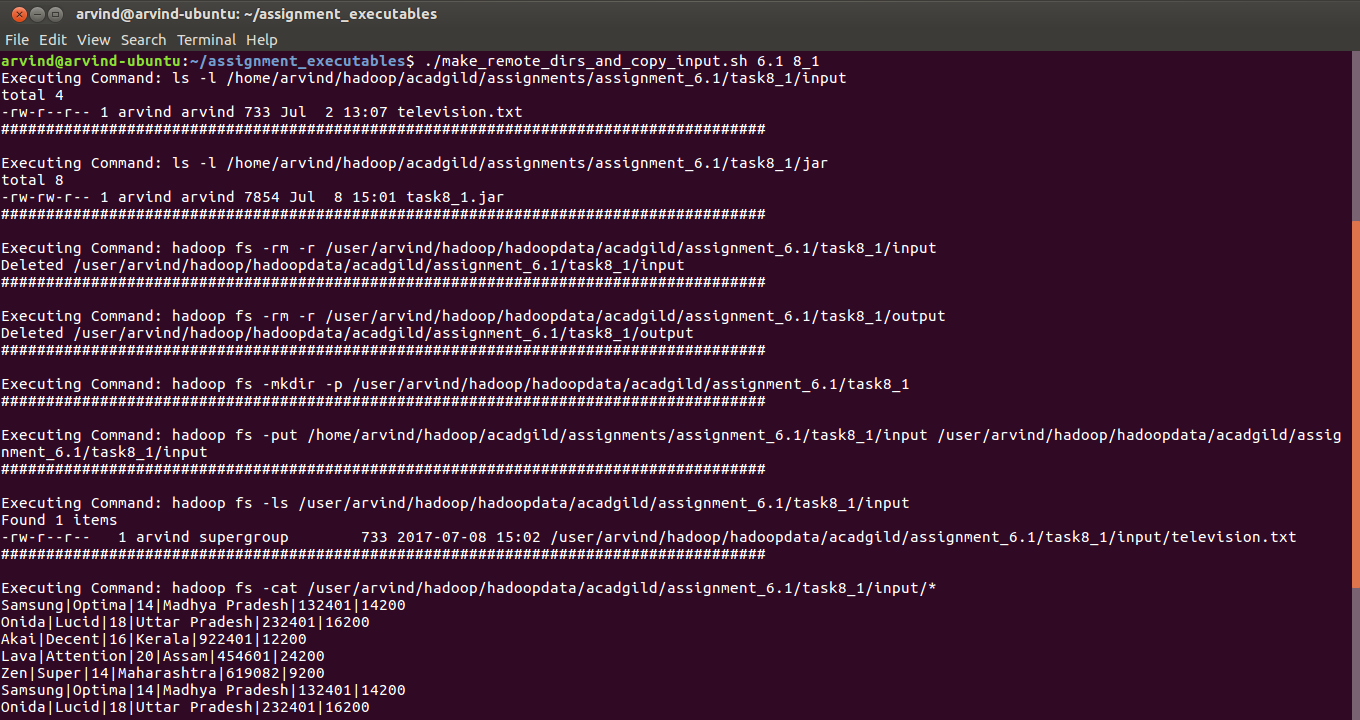 arvind@arvind-ubuntu: ~/assignment_executables
File Edit View Search Terminal Help
arvind@arvind-ubuntu:~/assignment_executables$ ./make_remote_dirs_and_copy_input.sh 6.1 8_1
Executing Command: ls -l /home/arvind/hadoop/acadgild/assignments/assignment_6.1/task8_1/input
total 4
-rw-r--r-- 1 arvind arvind 733 Jul  2 13:07 television.txt
#####################################################################################

Executing Command: ls -l /home/arvind/hadoop/acadgild/assignments/assignment_6.1/task8_1/jar
total 8
-rw-rw-r-- 1 arvind arvind 7854 Jul  8 15:01 task8_1.jar
#####################################################################################

Executing Command: hadoop fs -rm -r /user/arvind/hadoop/hadoopdata/acadgild/assignment_6.1/task8_1/input
Deleted /user/arvind/hadoop/hadoopdata/acadgild/assignment_6.1/task8_1/input
#####################################################################################

Executing Command: hadoop fs -rm -r /user/arvind/hadoop/hadoopdata/acadgild/assignment_6.1/task8_1/output
Deleted /user/arvind/hadoop/hadoopdata/acadgild/assignment_6.1/task8_1/output
#####################################################################################

Executing Command: hadoop fs -mkdir -p /user/arvind/hadoop/hadoopdata/acadgild/assignment_6.1/task8_1
#####################################################################################

Executing Command: hadoop fs -put /home/arvind/hadoop/acadgild/assignments/assignment_6.1/task8_1/input /user/arvind/hadoop/hadoopdata/acadgild/assig
nment_6.1/task8_1/input
#####################################################################################

Executing Command: hadoop fs -ls /user/arvind/hadoop/hadoopdata/acadgild/assignment_6.1/task8_1/input
Found 1 items
-rw-r--r--   1 arvind supergroup        733 2017-07-08 15:02 /user/arvind/hadoop/hadoopdata/acadgild/assignment_6.1/task8_1/input/television.txt
#####################################################################################

Executing Command: hadoop fs -cat /user/arvind/hadoop/hadoopdata/acadgild/assignment_6.1/task8_1/input/*
Samsung|Optima|14|Madhya Pradesh|132401|14200
Onida|Lucid|18|Uttar Pradesh|232401|16200
Akai|Decent|16|Kerala|922401|12200
Lava|Attention|20|Assam|454601|24200
Zen|Super|14|Maharashtra|619082|9200
Samsung|Optima|14|Madhya Pradesh|132401|14200
Onida|Lucid|18|Uttar Pradesh|232401|16200